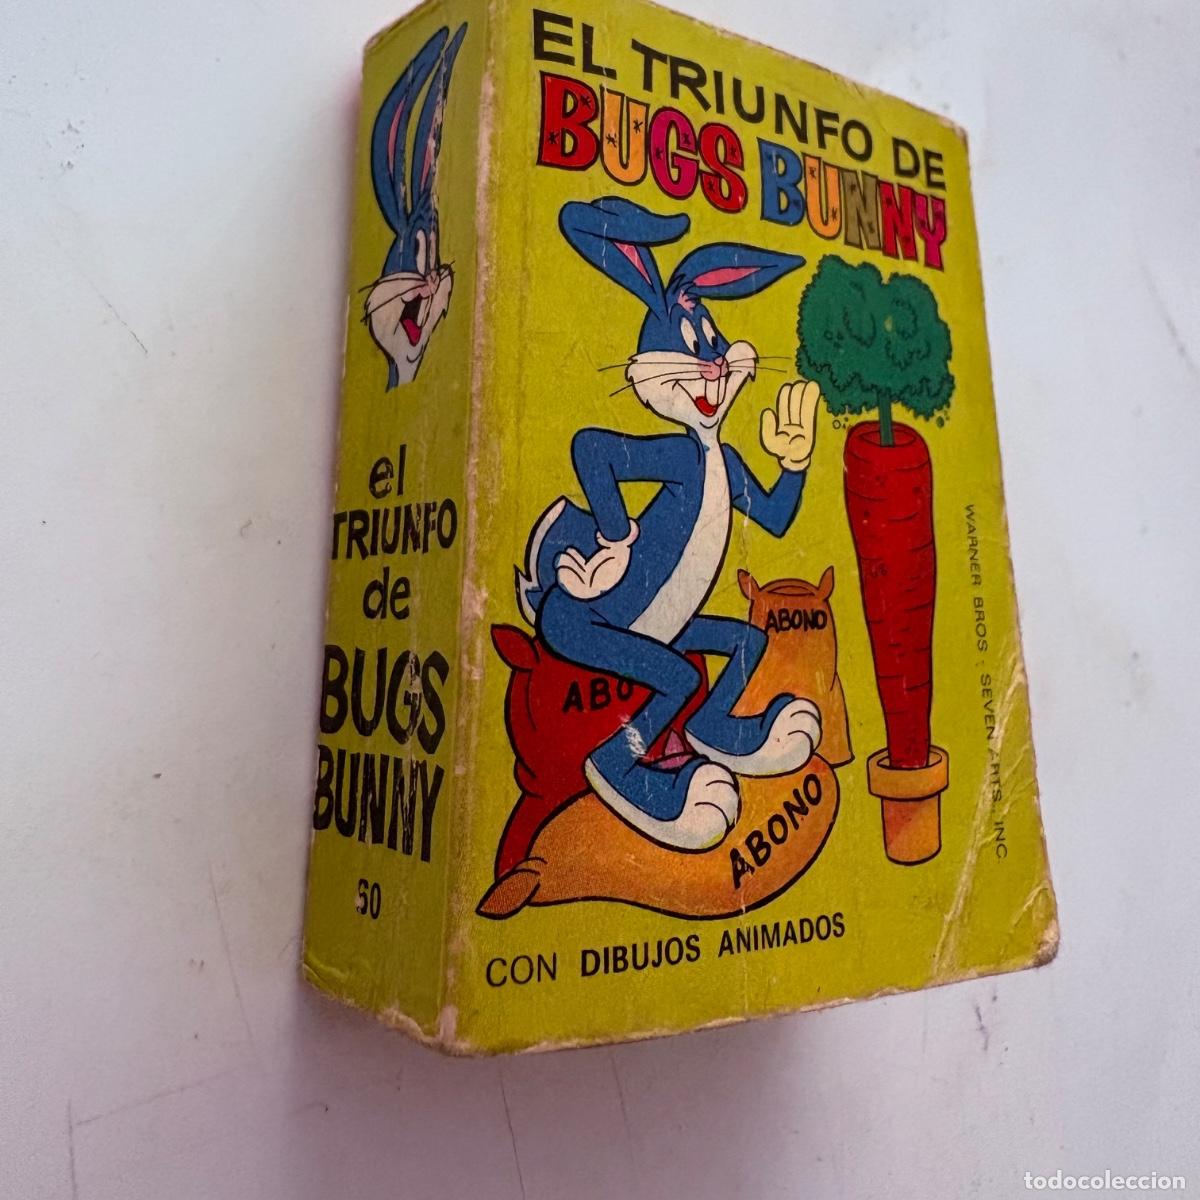 EL TRIUNFO DE
BUGS BUNNY
ABONO
ABO
ABONO
WARNER BROS : SEVEN ARTS, INC
CON DIBUJOS ANIMADOS
el
TRIUNFO
de
BUGS
BUNNY
60
todocoleccion